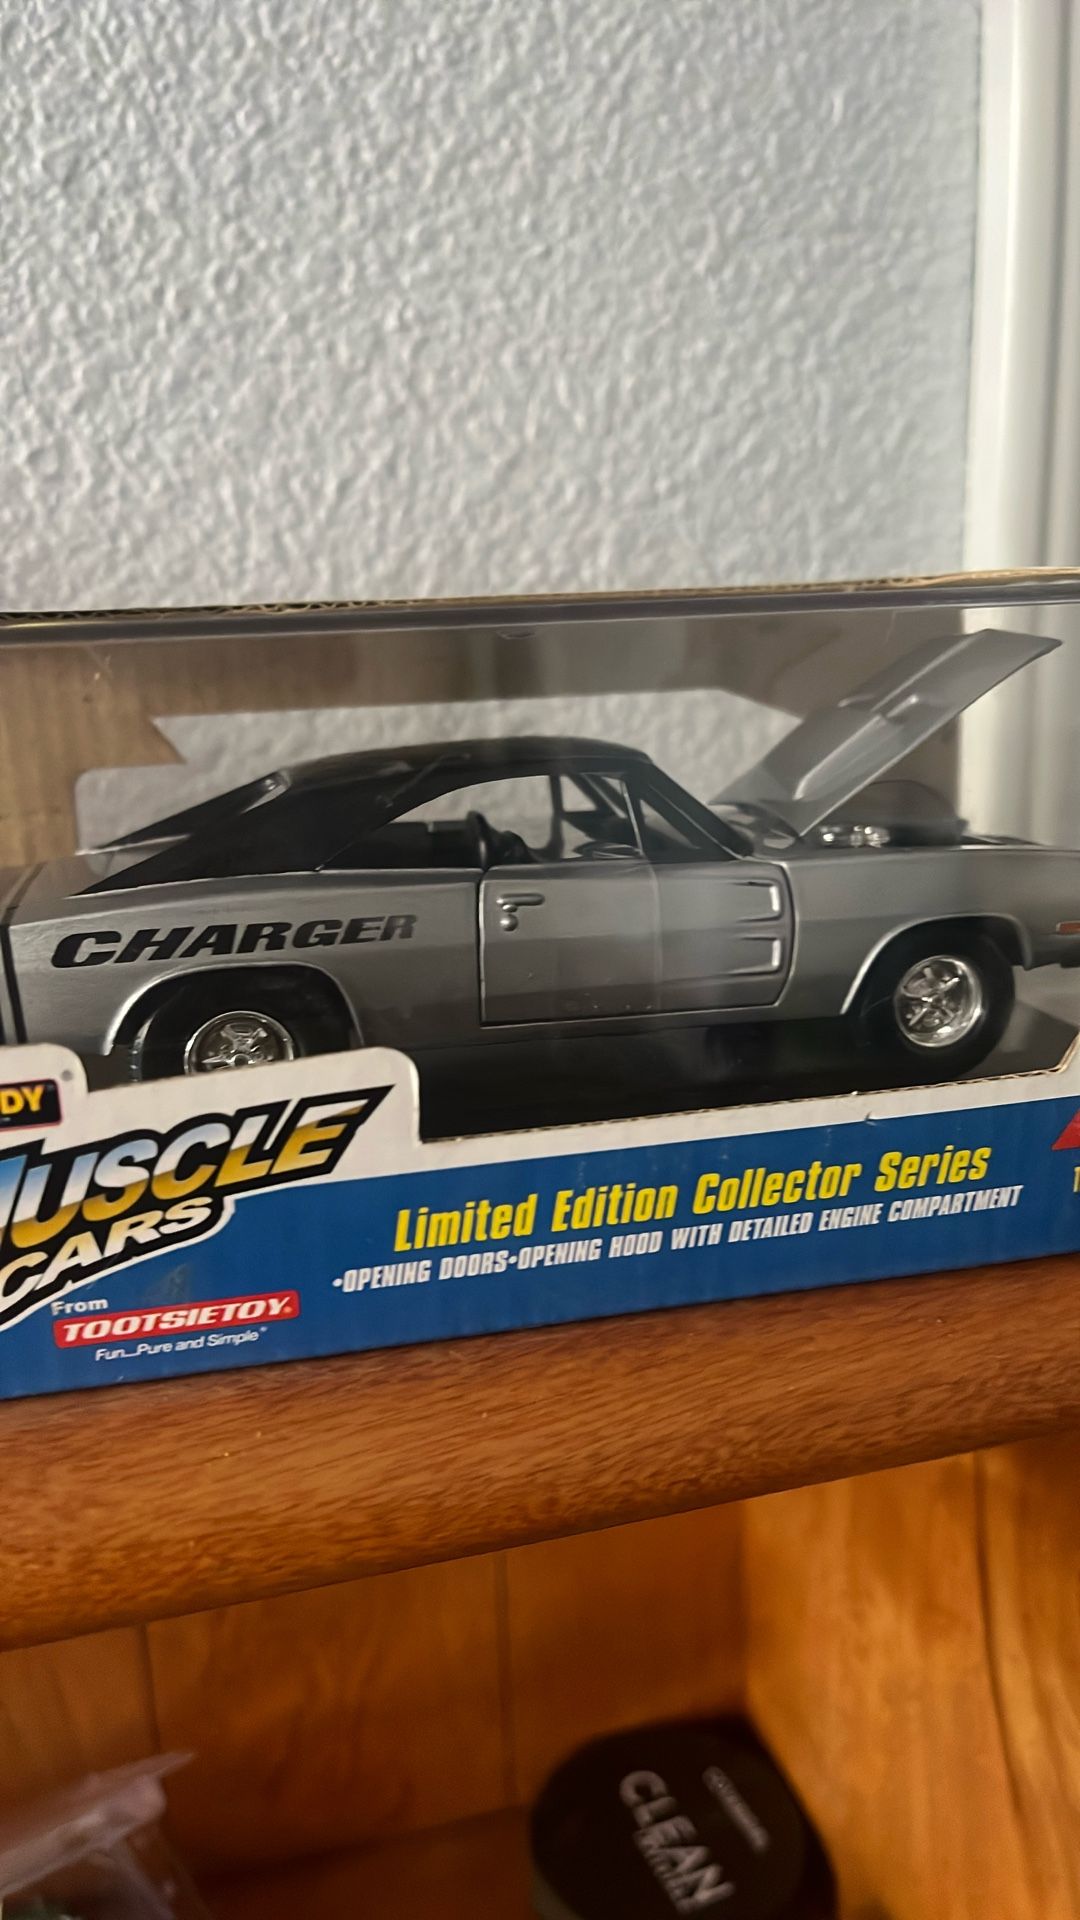 CHARGER
DY
MUSCLE
CARS
From
TOOTSIETOY
Fun...Pure and Simple
Limited Edition Collector Series
•OPENING DOORS•OPENING HOOD WITH DETAILED ENGINE COMPARTMENT
CLEAN